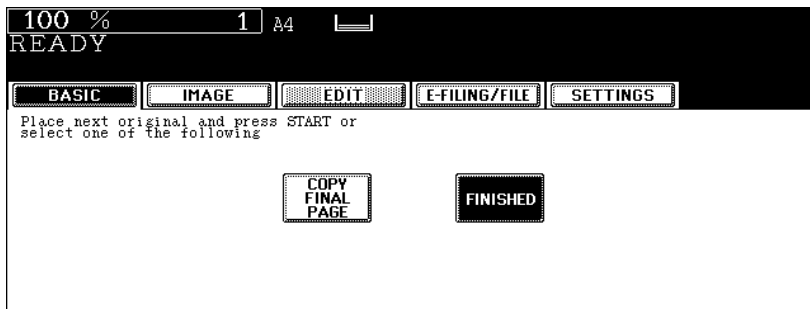 100 % 1 A4
READY
BASIC IMAGE EDIT E-FILING/FILE SETTINGS
Place next original and press START or
select one of the following
COPY
FINAL
PAGE
FINISHED